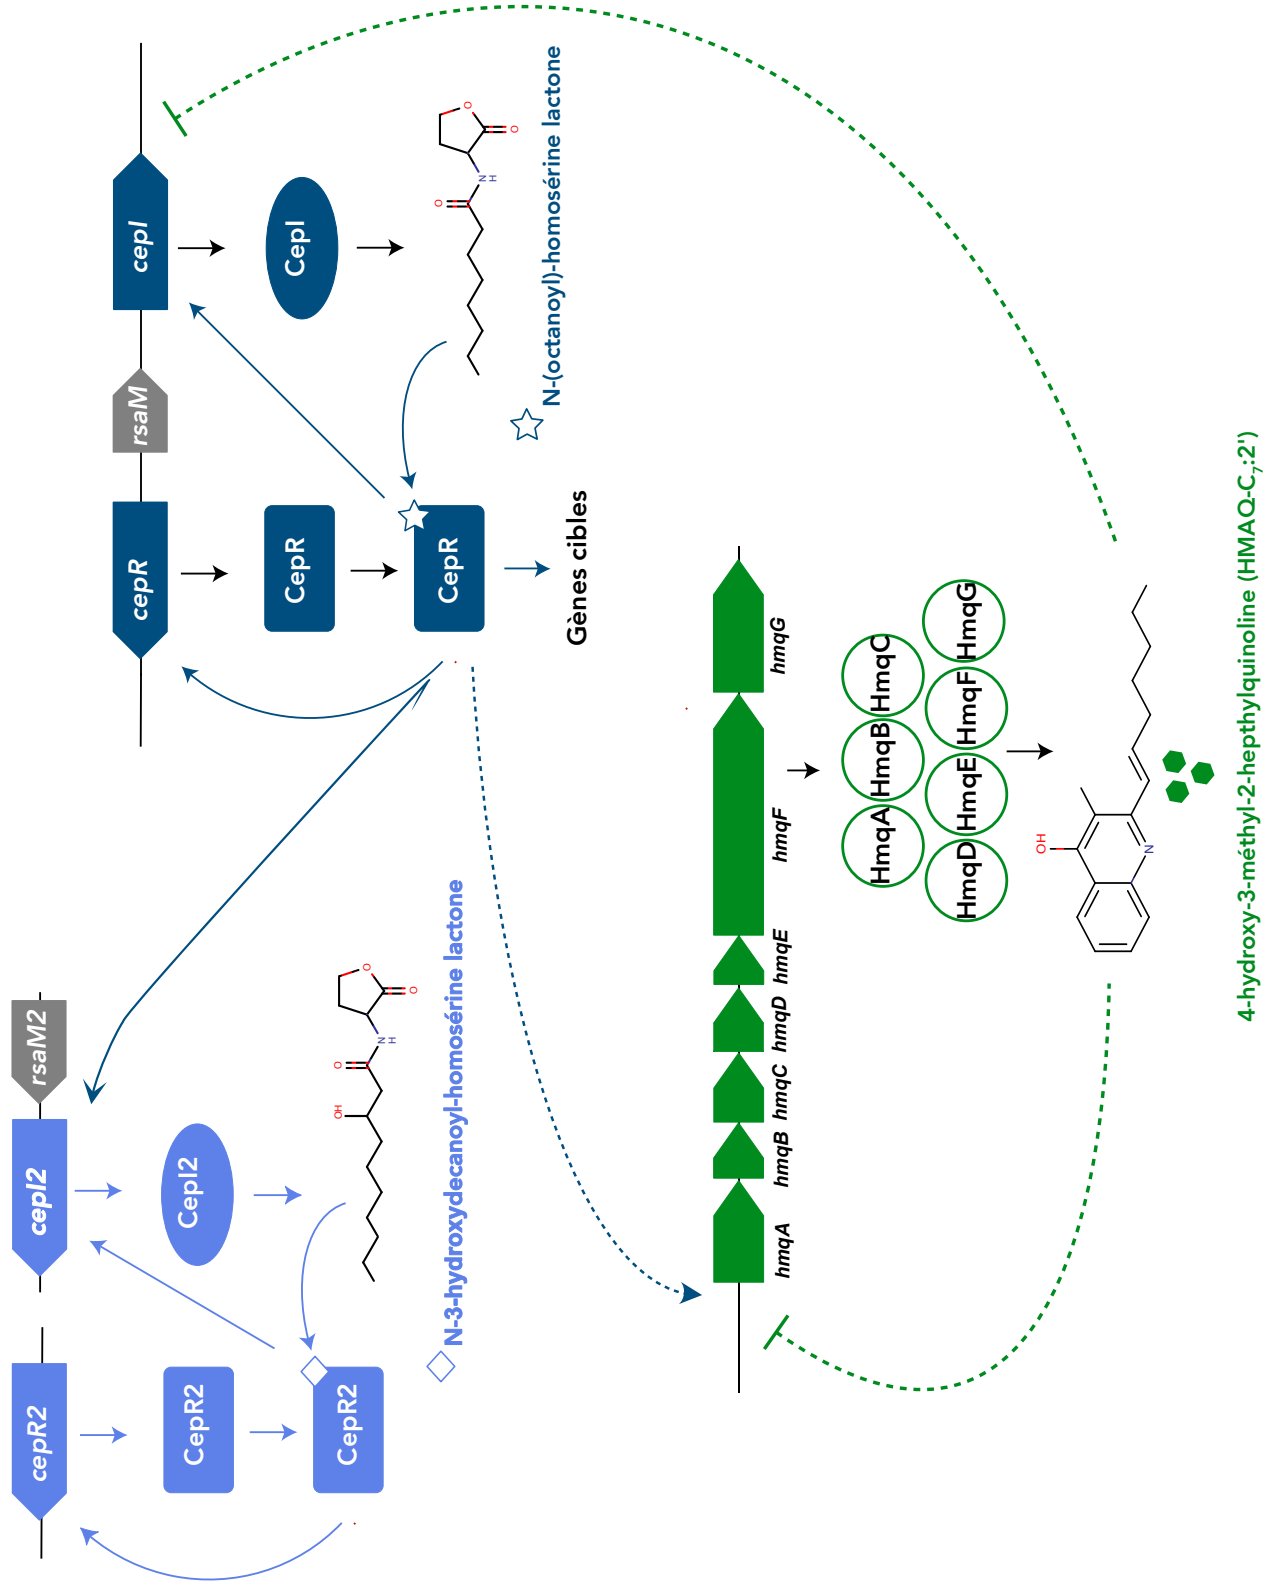 cepR2
cepI2
rsaM2
CepR2
CepI2
CepR2
OH
O
N
H
O
O
N-3-hydroxydecanoyl-homosérine lactone
cepR
rsaM
cepI
CepR
CepI
CepR
O
N
H
O
O
Gènes cibles
N-(octanoyl)-homosérine lactone
hmqA
hmqB
hmqC
hmqD
hmqE
hmqF
hmqG
HmqA
HmqB
HmqC
HmqD
HmqE
HmqF
HmqG
OH
N
4-hydroxy-3-méthyl-2-hepthylquinoline (HMAQ-C₇:2')